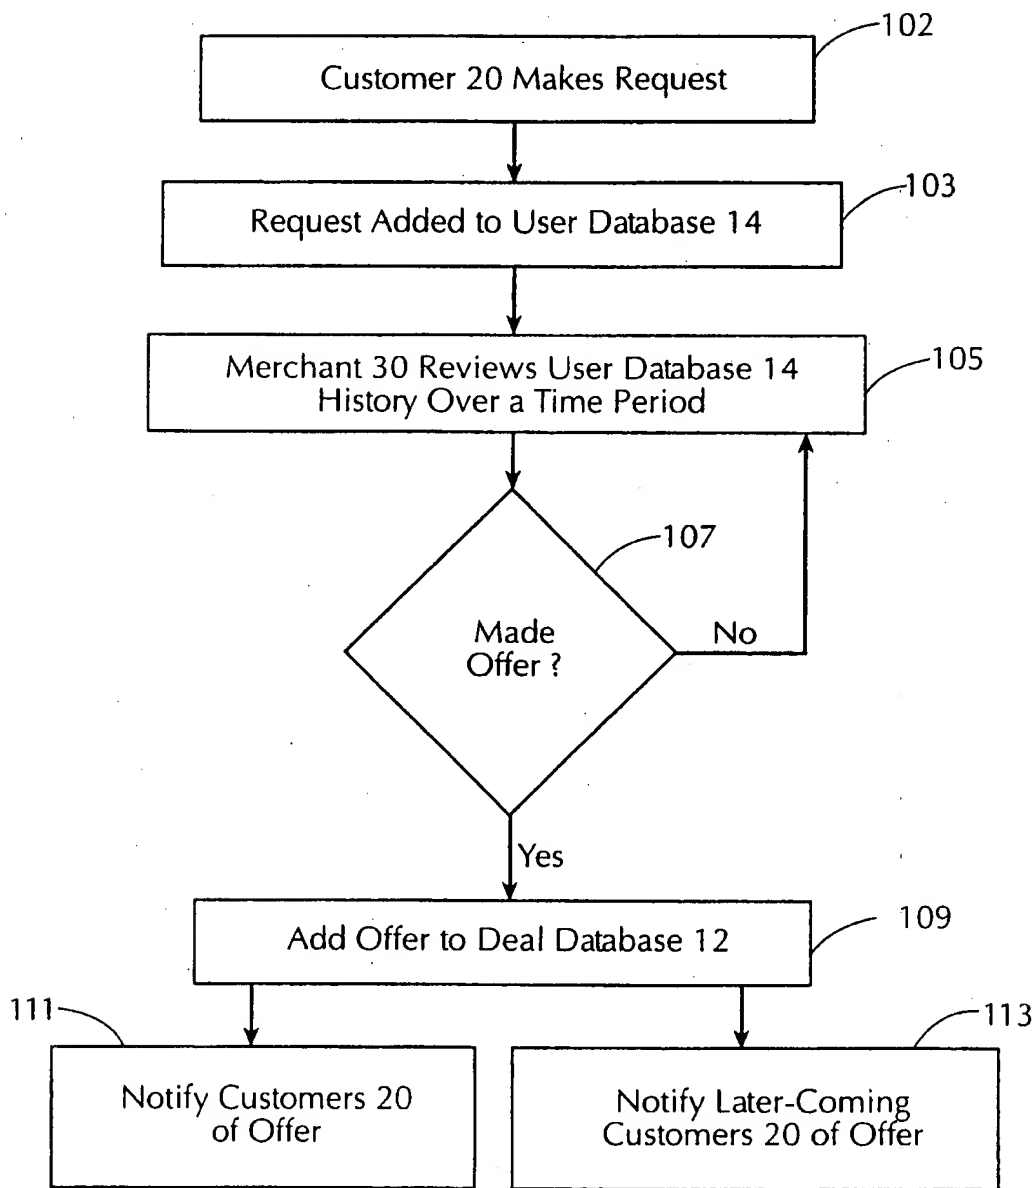 102
Customer 20 Makes Request
103
Request Added to User Database 14
105
Merchant 30 Reviews User Database 14
History Over a Time Period
107
Made
Offer ?
No
Yes
109
Add Offer to Deal Database 12
111
113
Notify Customers 20
of Offer
Notify Later-Coming
Customers 20 of Offer